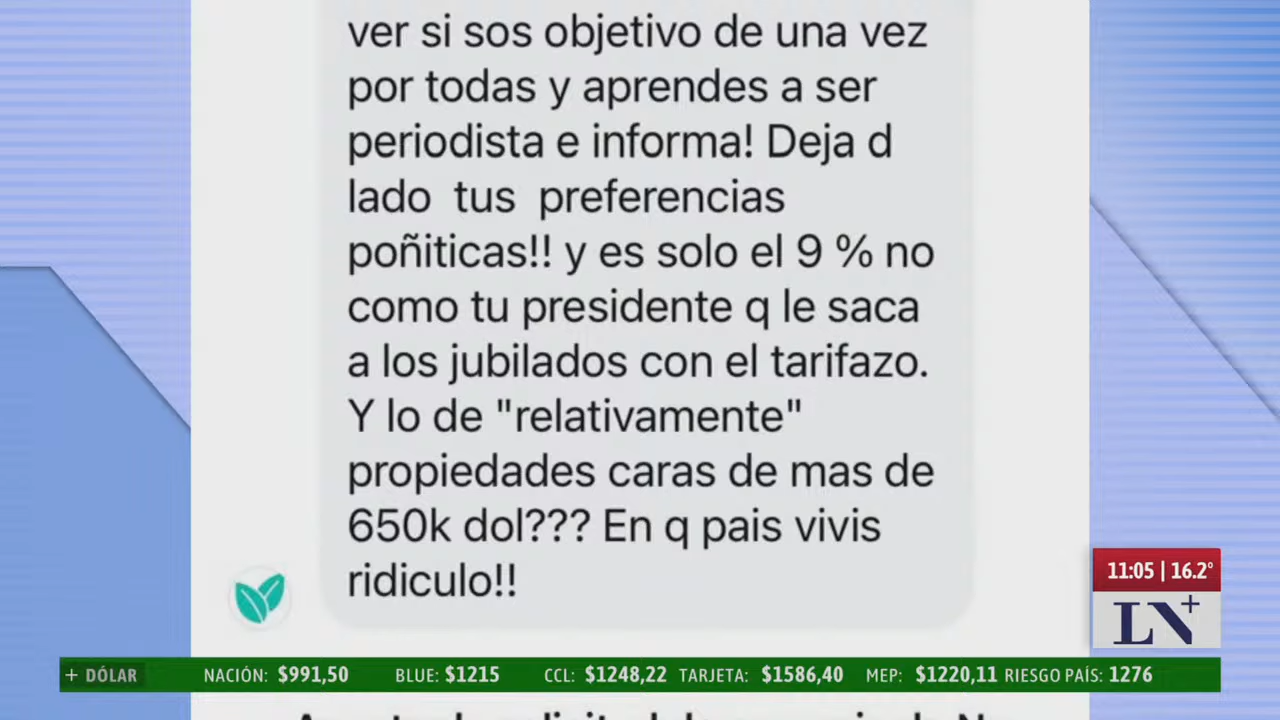 ver si sos objetivo de una vez
por todas y aprendes a ser
periodista e informa! Deja d
lado tus preferencias
poñiticas!! y es solo el 9 % no
como tu presidente q le saca
a los jubilados con el tarifazo.
Y lo de "relativamente"
propiedades caras de mas de
650k dol??? En q pais vivis
ridiculo!!
11:05 | 16.2°
LN+
+ DÓLAR NACIÓN: $991,50 BLUE: $1215 CCL: $1248,22 TARJETA: $1586,40 MEP: $1220,11 RIESGO PAÍS: 1276